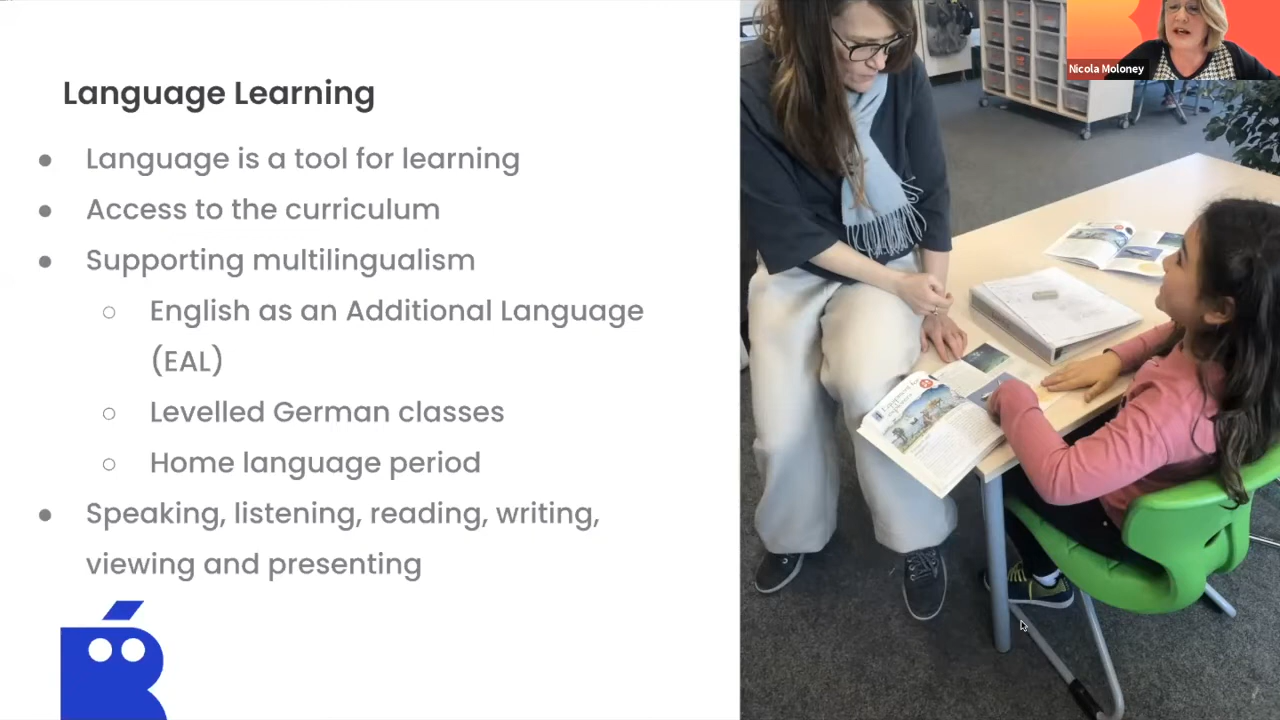 Language Learning
Nicola Moloney
● Language is a tool for learning
● Access to the curriculum
● Supporting multilingualism
○ English as an Additional Language
(EAL)
○ Levelled German classes
○ Home language period
● Speaking, listening, reading, writing,
viewing and presenting